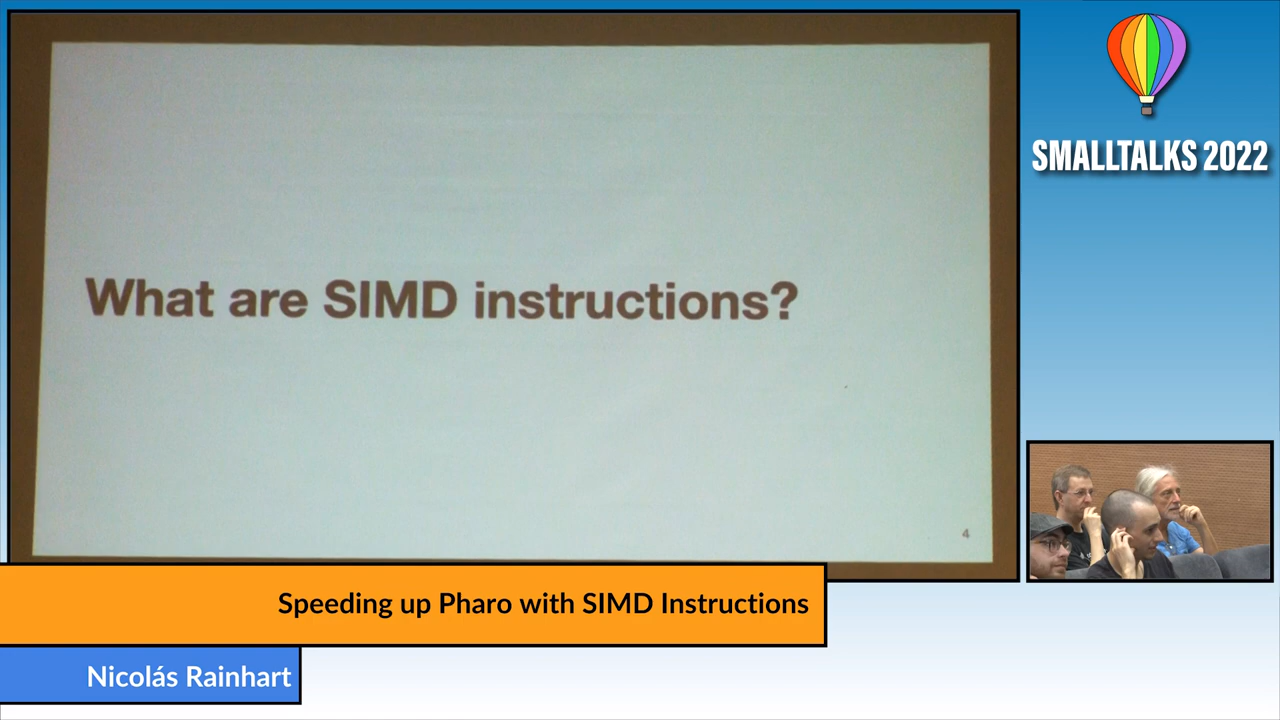 What are SIMD instructions?
4
SMALLTALKS 2022
Speeding up Pharo with SIMD Instructions
Nicolás Rainhart